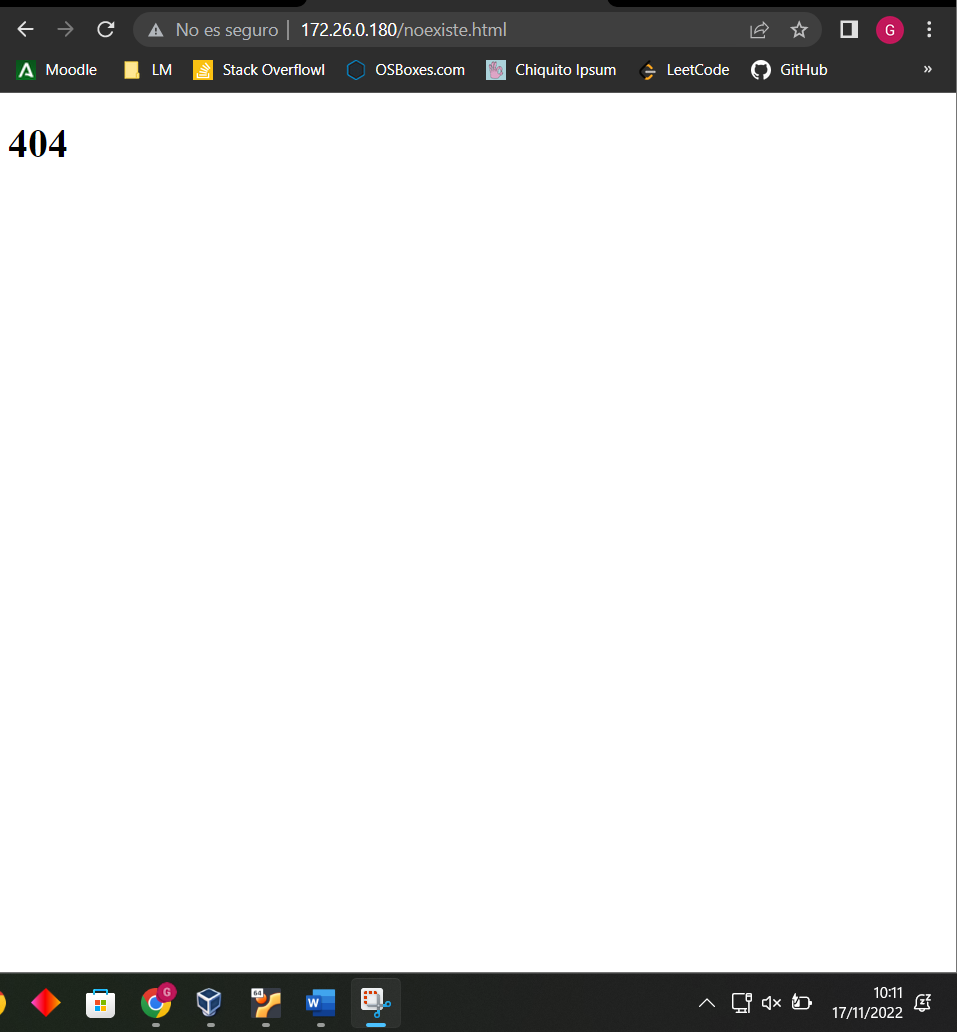 No es seguro | 172.26.0.180/noexiste.html
G
Moodle LM Stack Overflowl OSBoxes.com Chiquito Ipsum LeetCode GitHub »
404
G
64
W
10:11
17/11/2022